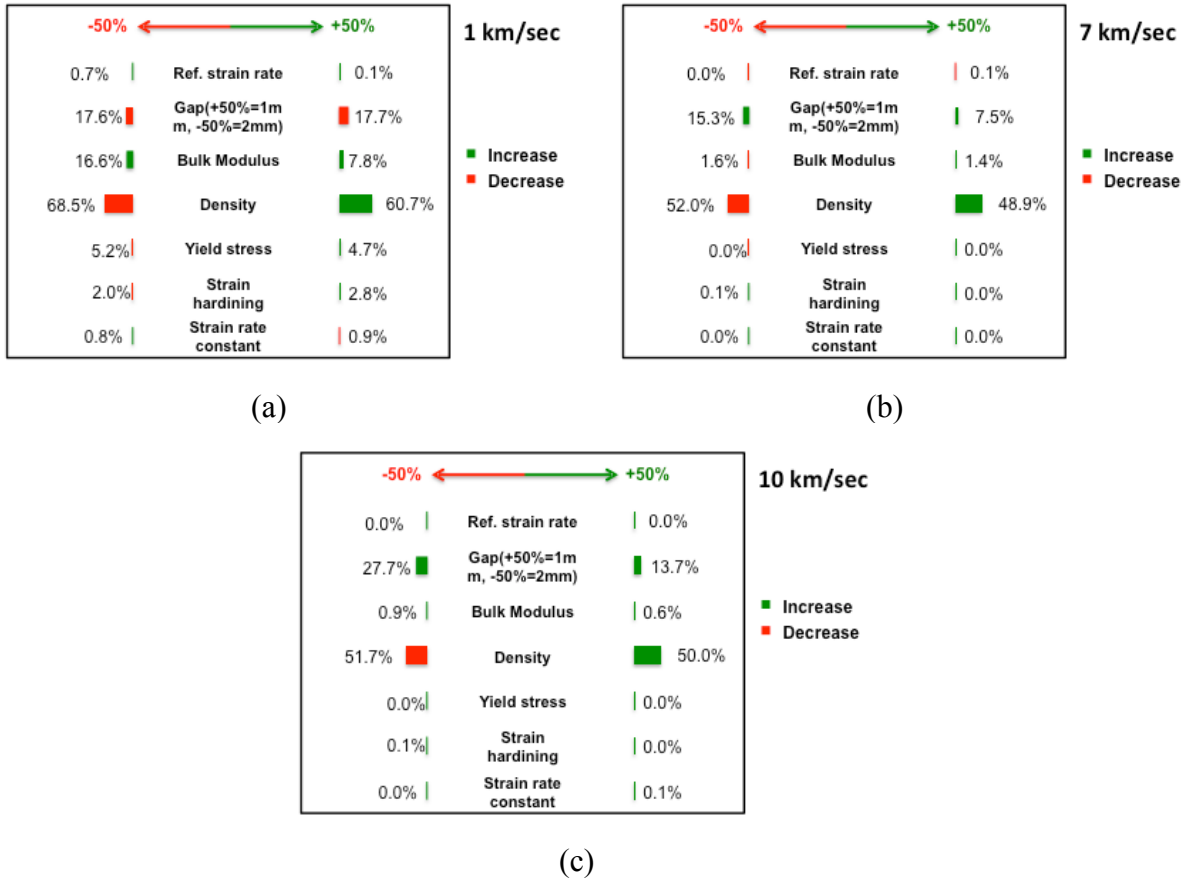 -50% +50% 1 km/sec
0.7% Ref. strain rate 0.1%
17.6% Gap(+50%=1m 17.7%
m, -50%=2mm)
16.6% Bulk Modulus 7.8%
Increase
Decrease
68.5% Density 60.7%
5.2% Yield stress 4.7%
2.0% Strain 2.8%
hardining
0.8% Strain rate 0.9%
constant
(a)
-50% +50% 7 km/sec
0.0% Ref. strain rate 0.1%
15.3% Gap(+50%=1m 7.5%
m, -50%=2mm)
1.6% Bulk Modulus 1.4%
Increase
Decrease
52.0% Density 48.9%
0.0% Yield stress 0.0%
0.1% Strain 0.0%
hardining
0.0% Strain rate 0.0%
constant
(b)
-50% +50% 10 km/sec
0.0% Ref. strain rate 0.0%
27.7% Gap(+50%=1m 13.7%
m, -50%=2mm)
0.9% Bulk Modulus 0.6%
Increase
Decrease
51.7% Density 50.0%
0.0% Yield stress 0.0%
0.1% Strain 0.0%
hardining
0.0% Strain rate 0.1%
constant
(c)